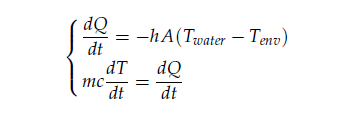 dQ/dt = −hA(T_water − T_env)
mc dT/dt = dQ/dt